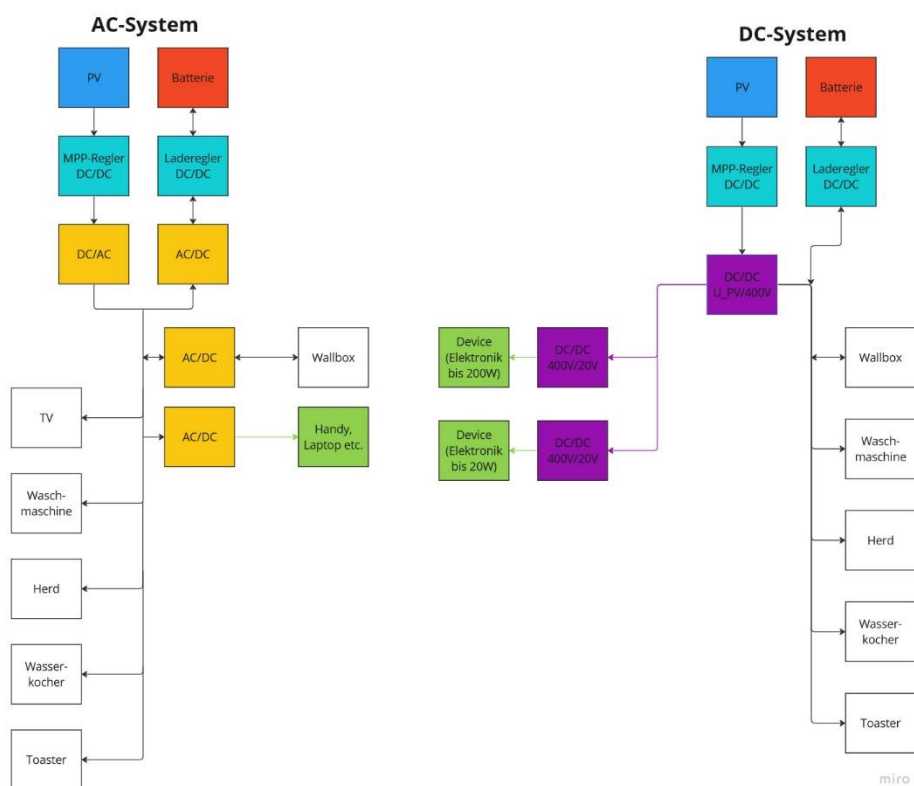 AC-System
PV
Batterie
MPP-Regler
DC/DC
Laderegler
DC/DC
DC/AC
AC/DC
AC/DC
Wallbox
AC/DC
Handy,
Laptop etc.
TV
Wasch-
maschine
Herd
Wasser-
kocher
Toaster
DC-System
PV
Batterie
MPP-Regler
DC/DC
Laderegler
DC/DC
DC/DC
U_PV/400V
Device
(Elektronik
bis 200W)
DC/DC
400V/20V
Device
(Elektronik
bis 20W)
DC/DC
400V/20V
Wallbox
Wasch-
maschine
Herd
Wasser-
kocher
Toaster
miro